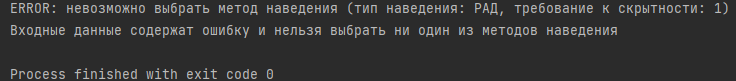 ERROR: невозможно выбрать метод наведения (тип наведения: РАД, требование к скрытности: 1)
Входные данные содержат ошибку и нельзя выбрать ни один из методов наведения
Process finished with exit code 0